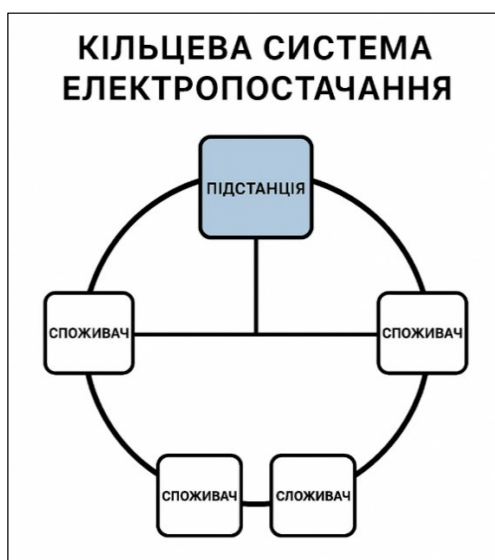 КІЛЬЦЕВА СИСТЕМА
ЕЛЕКТРОПОСТАЧАННЯ
ПІДСТАНЦІЯ
СПОЖИВАЧ
СПОЖИВАЧ
СПОЖИВАЧ
СЛОЖИВАЧ